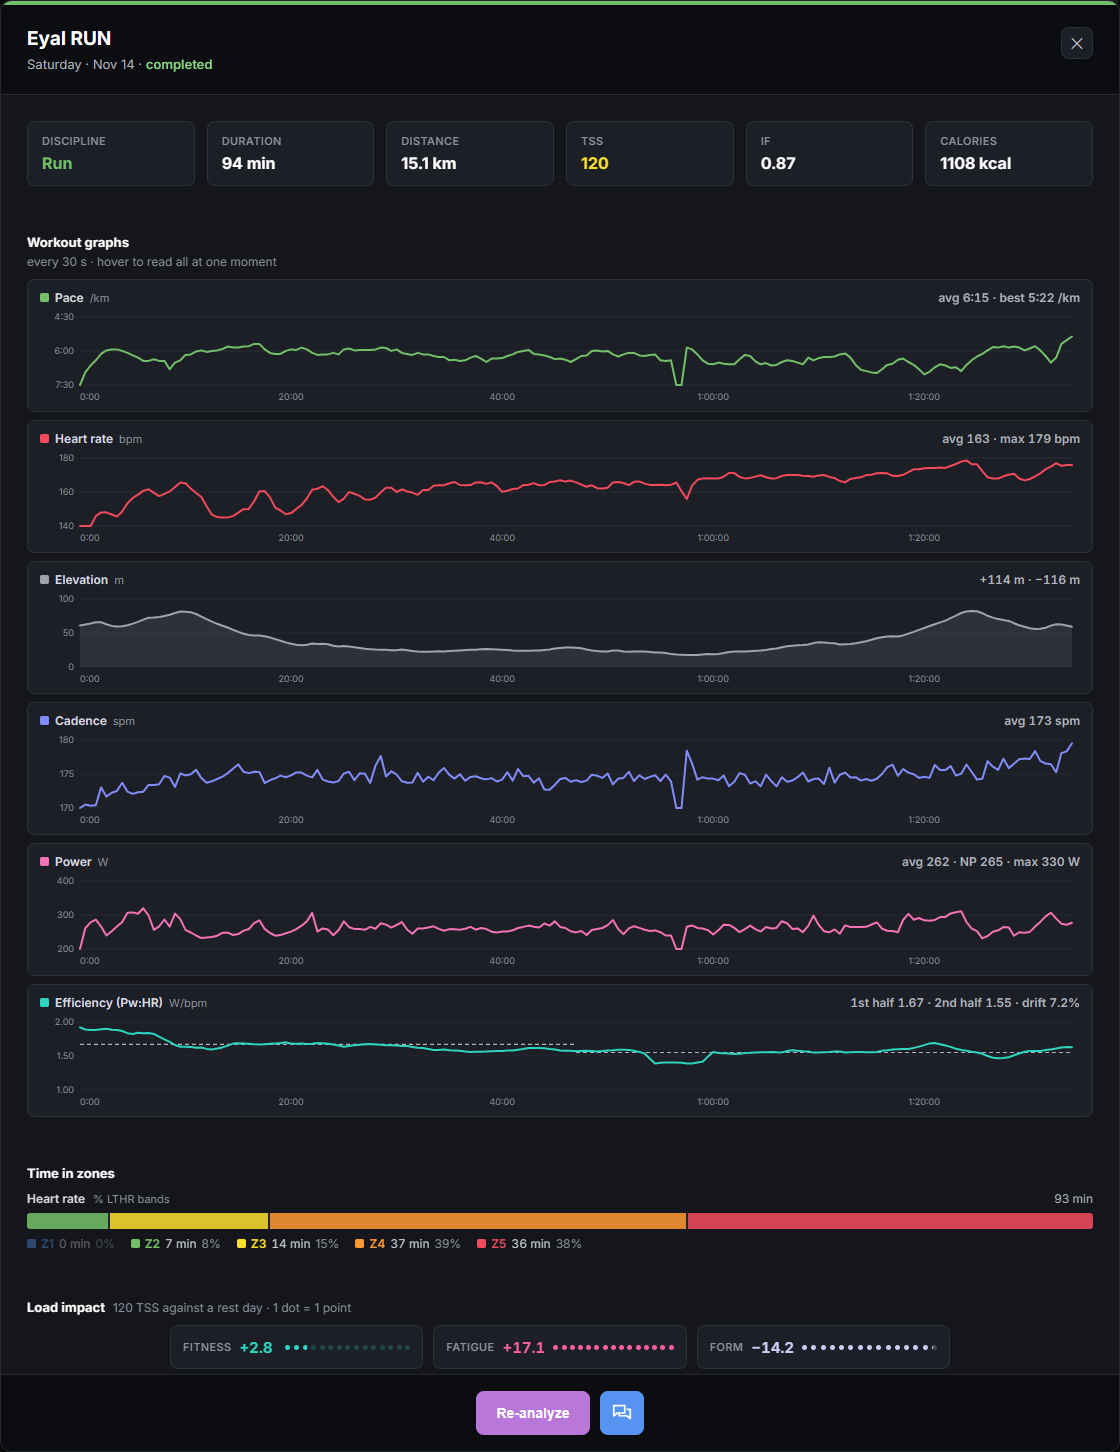 Eyal RUN
Saturday · Nov 14 · completed
DISCIPLINE
Run
DURATION
94 min
DISTANCE
15.1 km
TSS
120
IF
0.87
CALORIES
1108 kcal
Workout graphs
every 30 s · hover to read all at one moment
Pace /km avg 6:15 · best 5:22 /km
4:30
6:00
7:30
0:00 20:00 40:00 1:00:00 1:20:00
Heart rate bpm avg 163 · max 179 bpm
180
160
140
0:00 20:00 40:00 1:00:00 1:20:00
Elevation m +114 m · −116 m
100
50
0
0:00 20:00 40:00 1:00:00 1:20:00
Cadence spm avg 173 spm
180
175
170
0:00 20:00 40:00 1:00:00 1:20:00
Power W avg 262 · NP 265 · max 330 W
400
300
200
0:00 20:00 40:00 1:00:00 1:20:00
Efficiency (Pw:HR) W/bpm 1st half 1.67 · 2nd half 1.55 · drift 7.2%
2.00
1.50
1.00
0:00 20:00 40:00 1:00:00 1:20:00
Time in zones
Heart rate % LTHR bands 93 min
Z1 0 min 0% Z2 7 min 8% Z3 14 min 15% Z4 37 min 39% Z5 36 min 38%
Load impact 120 TSS against a rest day · 1 dot = 1 point
FITNESS +2.8 FATIGUE +17.1 FORM −14.2
Re-analyze